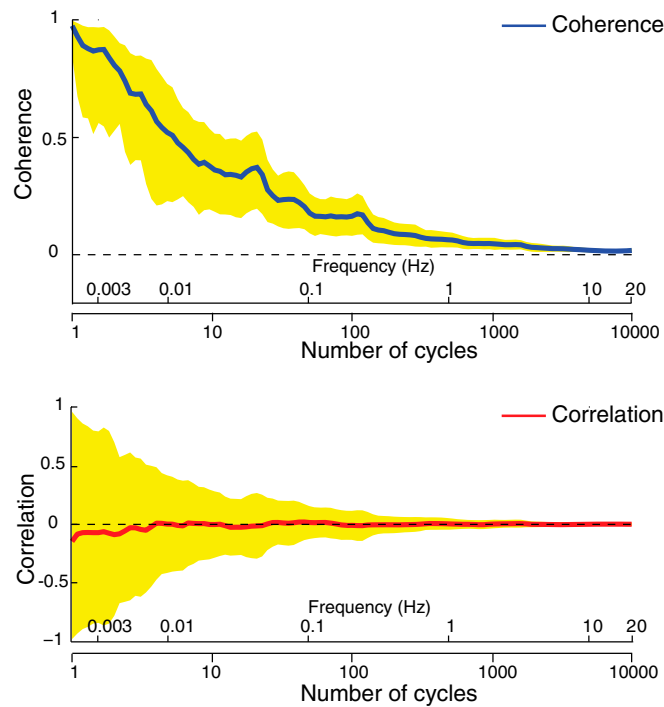 1
Coherence
0.5
Coherence
0
Frequency (Hz)
0.003 0.01 0.1 1 10 20
1 10 100 1000 10000
Number of cycles
1
Correlation
0.5
0
Correlation
-0.5
Frequency (Hz)
0.003 0.01 0.1 1 10 20
−1
1 10 100 1000 10000
Number of cycles